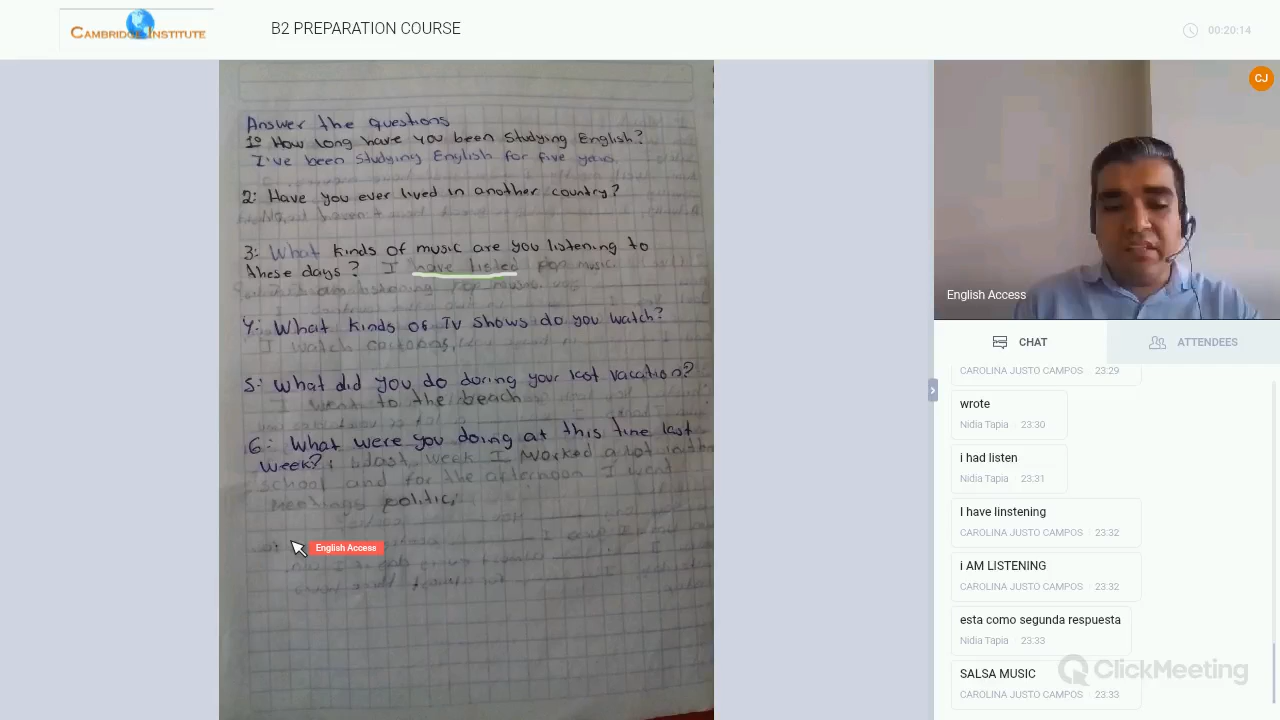 CAMBRIDGE INSTITUTE
B2 PREPARATION COURSE
00:20:14
Answer the questions
1º How long have you been studying English?
I've been studying English for five years.
2: Have you ever lived in another country?
haven't
3: What kinds of music are you listening to
these days? I have listed pop music.
am listening pop music
4: What kinds of TV shows do you watch?
I watch cartoons,
5: What did you do doring your last vacation?
I went to the beach
6: What were you doing at this time last
week? last week I worked a lot in the
school and for the afternoon I went
meetings politic,
English Access
CJ
English Access
CHAT
ATTENDEES
CAROLINA JUSTO CAMPOS 23:29
wrote
Nidia Tapia 23:30
i had listen
Nidia Tapia 23:31
I have linstening
CAROLINA JUSTO CAMPOS 23:32
i AM LISTENING
CAROLINA JUSTO CAMPOS 23:32
esta como segunda respuesta
Nidia Tapia 23:33
SALSA MUSIC
CAROLINA JUSTO CAMPOS 23:33
ClickMeeting